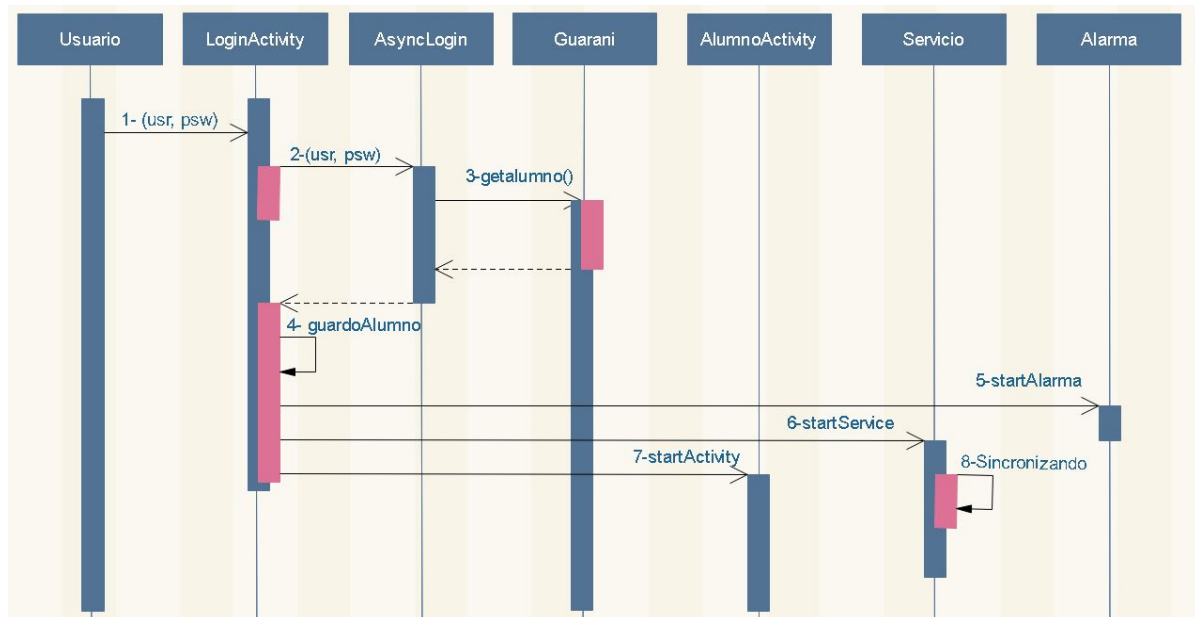 Usuario
LoginActivity
AsyncLogin
Guarani
AlumnoActivity
Servicio
Alarma
1- (usr, psw)
2-(usr, psw)
3-getalumno()
4- guardoAlumno
5-startAlarma
6-startService
7-startActivity
8-Sincronizando